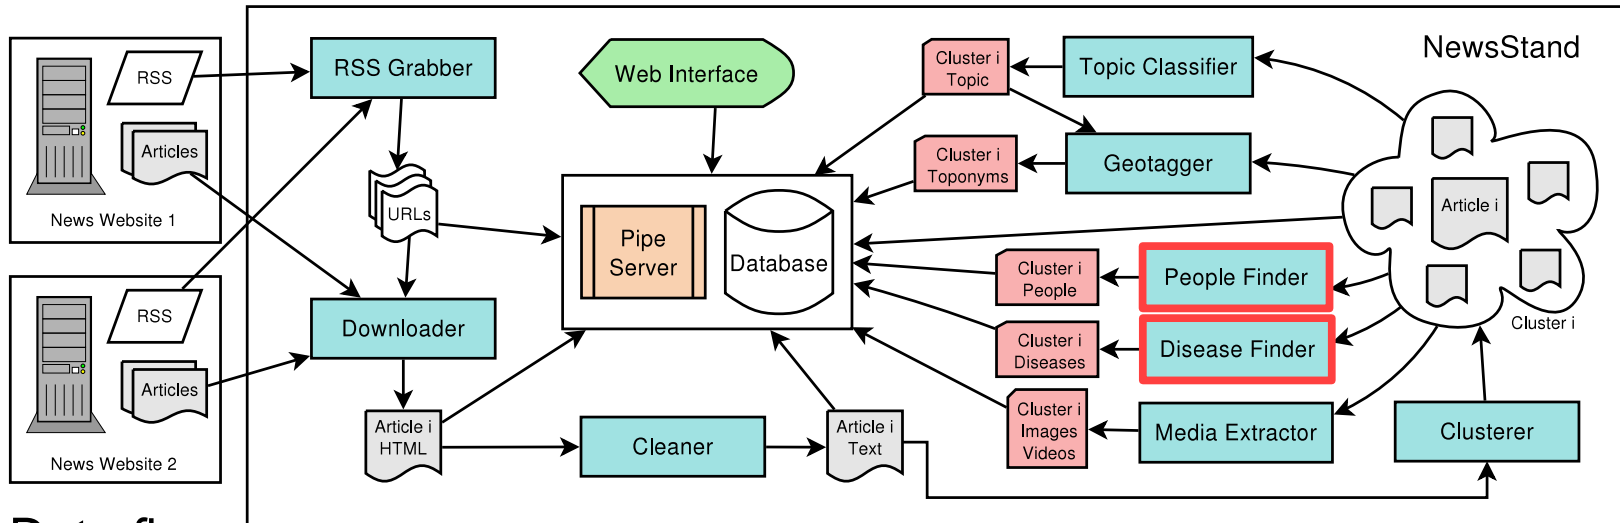 NewsStand
RSS
Articles
News Website 1
RSS
Articles
News Website 2
RSS Grabber
URLs
Downloader
Article i
HTML
Web Interface
Pipe
Server
Database
Cleaner
Article i
Text
Cluster i
Topic
Topic Classifier
Cluster i
Toponyms
Geotagger
Cluster i
People
People Finder
Cluster i
Diseases
Disease Finder
Cluster i
Images
Videos
Media Extractor
Article i
Cluster i
Clusterer